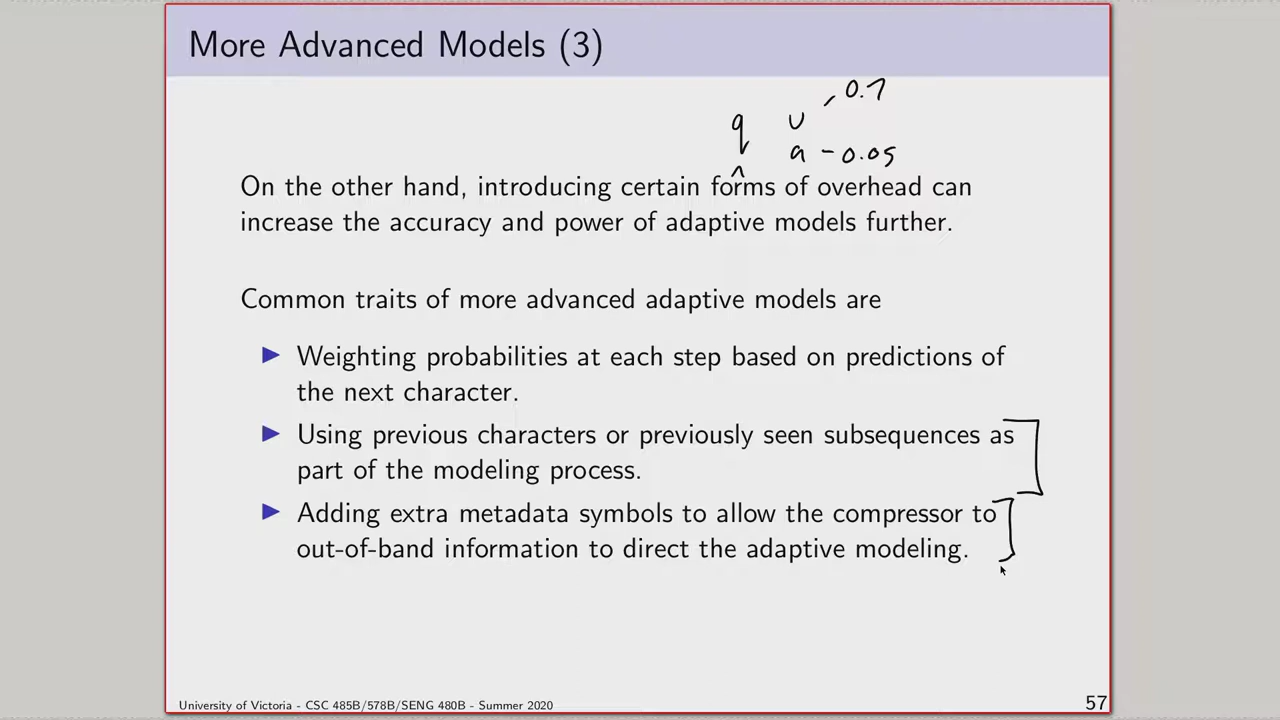 More Advanced Models (3)
0.7
q u
a - 0.05
On the other hand, introducing certain forms of overhead can
increase the accuracy and power of adaptive models further.
Common traits of more advanced adaptive models are
Weighting probabilities at each step based on predictions of
the next character.
Using previous characters or previously seen subsequences as
part of the modeling process.
Adding extra metadata symbols to allow the compressor to
out-of-band information to direct the adaptive modeling.
University of Victoria - CSC 485B/578B/SENG 480B - Summer 2020
57